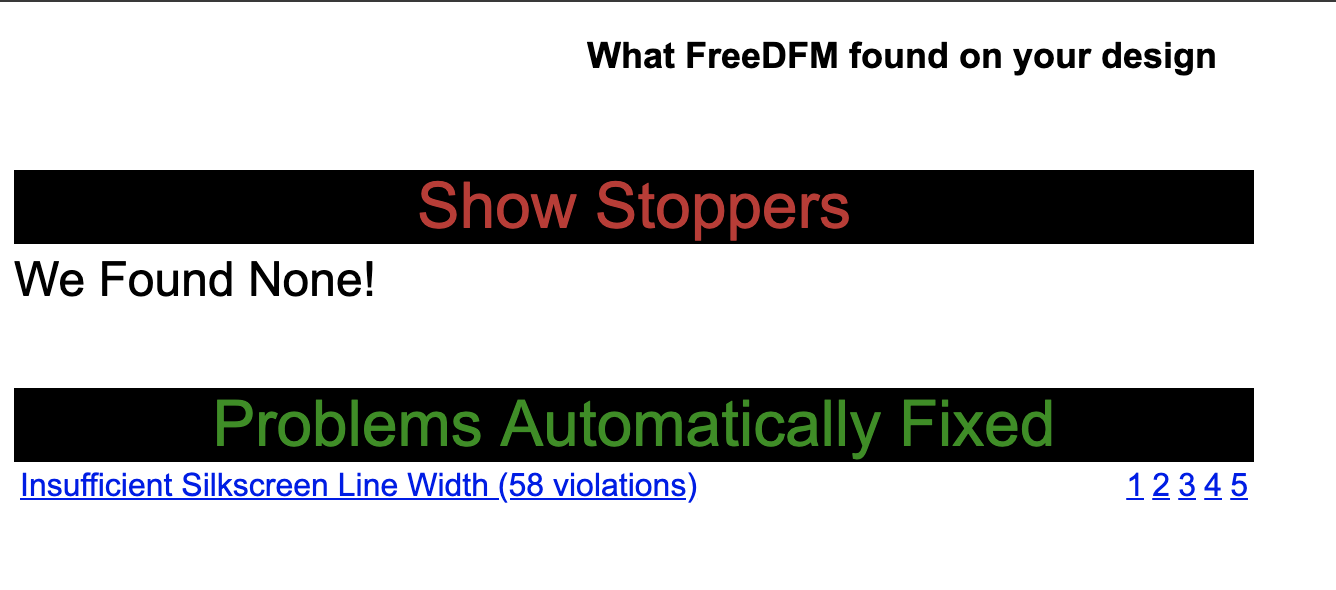 What FreeDFM found on your design
Show Stoppers
We Found None!
Problems Automatically Fixed
Insufficient Silkscreen Line Width (58 violations) 1 2 3 4 5